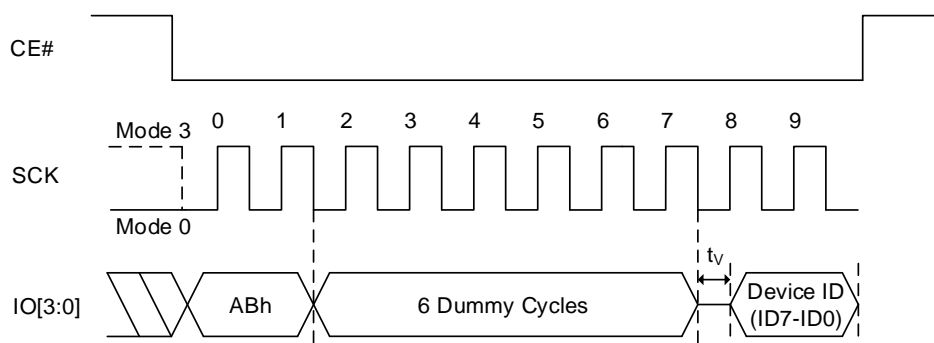 CE#
Mode 3
0 1 2 3 4 5 6 7 8 9
SCK
Mode 0
tV
IO[3:0]
ABh
6 Dummy Cycles
Device ID
(ID7-ID0)